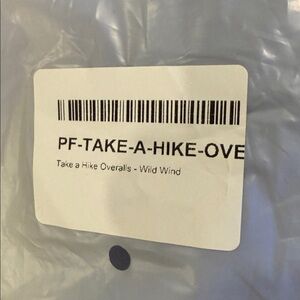 PF-TAKE-A-HIKE-OVE
Take a Hike Overalls - Wild Wind